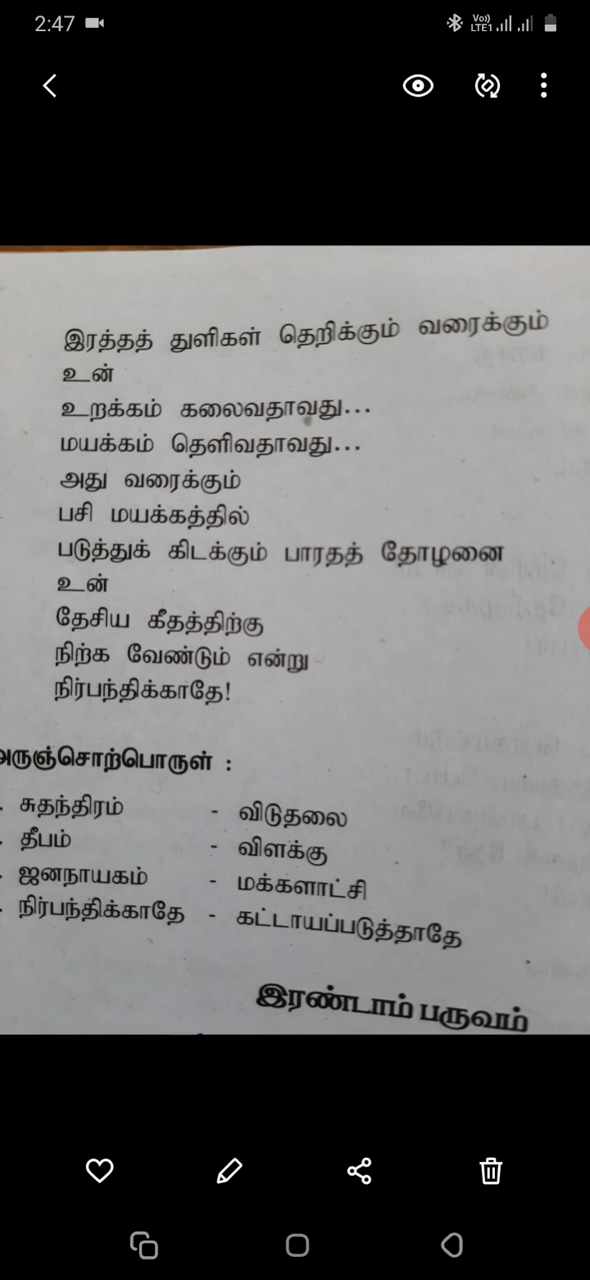 2:47
Vo))
LTE1
இரத்தத் துளிகள் தெறிக்கும் வரைக்கும்
உன்
உறக்கம் கலைவதாவது...
மயக்கம் தெளிவதாவது...
அது வரைக்கும்
பசி மயக்கத்தில்
படுத்துக் கிடக்கும் பாரதத் தோழனை
உன்
தேசிய கீதத்திற்கு
நிற்க வேண்டும் என்று
நிர்பந்திக்காதே!
அருஞ்சொற்பொருள் :
. சுதந்திரம் - விடுதலை
. தீபம் - விளக்கு
. ஜனநாயகம் - மக்களாட்சி
. நிர்பந்திக்காதே - கட்டாயப்படுத்தாதே
இரண்டாம் பருவம்